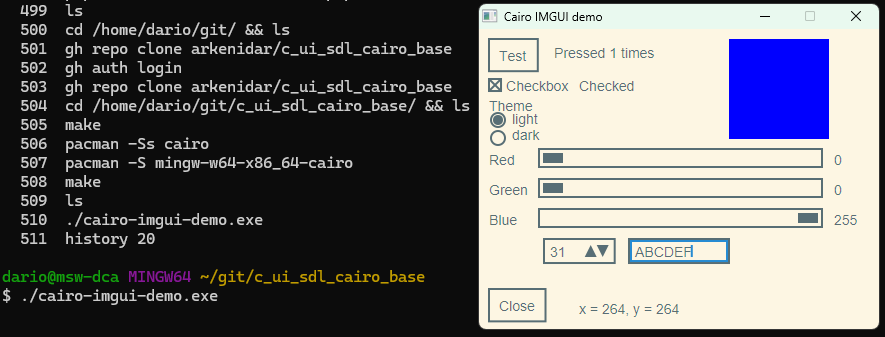 499  ls
500  cd /home/dario/git/ && ls
501  gh repo clone arkenidar/c_ui_sdl_cairo_base
502  gh auth login
503  gh repo clone arkenidar/c_ui_sdl_cairo_base
504  cd /home/dario/git/c_ui_sdl_cairo_base/ && ls
505  make
506  pacman -Ss cairo
507  pacman -S mingw-w64-x86_64-cairo
508  make
509  ls
510  ./cairo-imgui-demo.exe
511  history 20
dario@msw-dca MINGW64 ~/git/c_ui_sdl_cairo_base
$ ./cairo-imgui-demo.exe
Cairo IMGUI demo
Test Pressed 1 times
Checkbox Checked
Theme
light
dark
Red 0
Green 0
Blue 255
31 ABCDEF
Close x = 264, y = 264